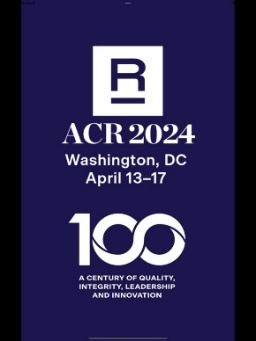 R
ACR 2024
Washington, DC
April 13–17
100
A CENTURY OF QUALITY,
INTEGRITY, LEADERSHIP
AND INNOVATION